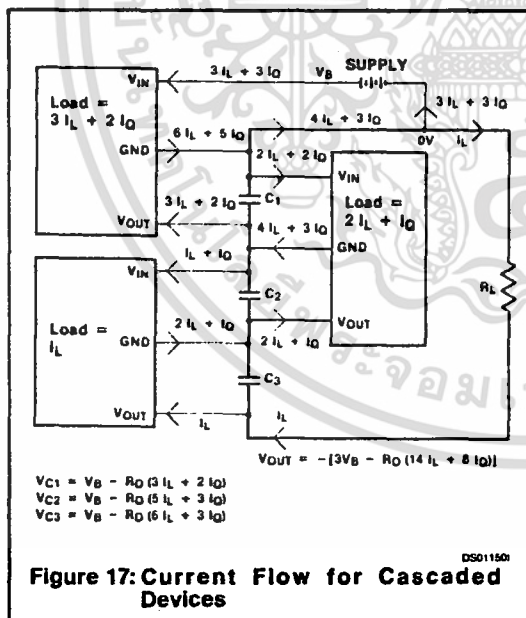 SUPPLY
3 IL + 3 IQ
VB
3 IL + 3 IQ
VIN
Load =
3 IL + 2 IQ
GND
VOUT
6 IL + 5 IQ
4 IL + 3 IQ
0V
IL
2 IL + 2 IQ
C1
VIN
Load =
2 IL + IQ
GND
VOUT
3 IL + 2 IQ
4 IL + 3 IQ
IL + IQ
VIN
Load =
IL
GND
VOUT
C2
RL
2 IL + IQ
2 IL + IQ
C3
IL
IL
VOUT = -[3VB - RO (14 IL + 8 IQ)]
VC1 = VB - RO (3 IL + 2 IQ)
VC2 = VB - RO (5 IL + 3 IQ)
VC3 = VB - RO (6 IL + 3 IQ)
DS01150I
Figure 17: Current Flow for Cascaded
Devices